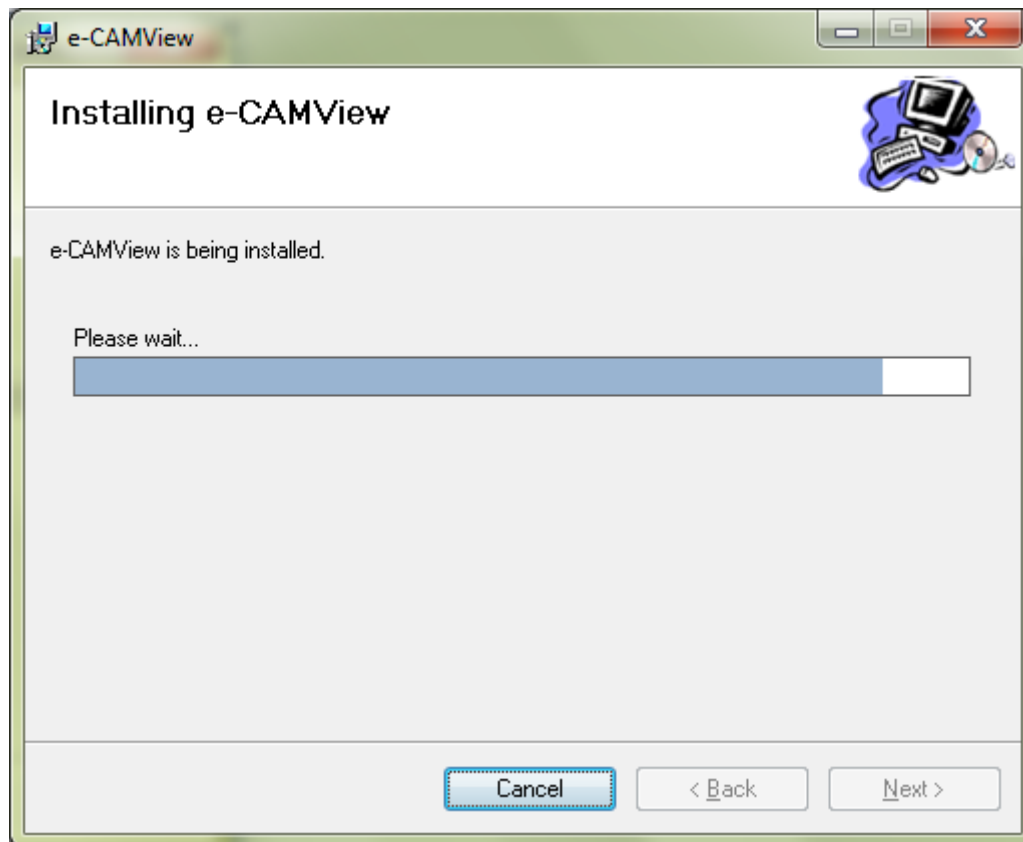 e-CAMView
Installing e-CAMView
e-CAMView is being installed.
Please wait...
Cancel
< Back
Next >